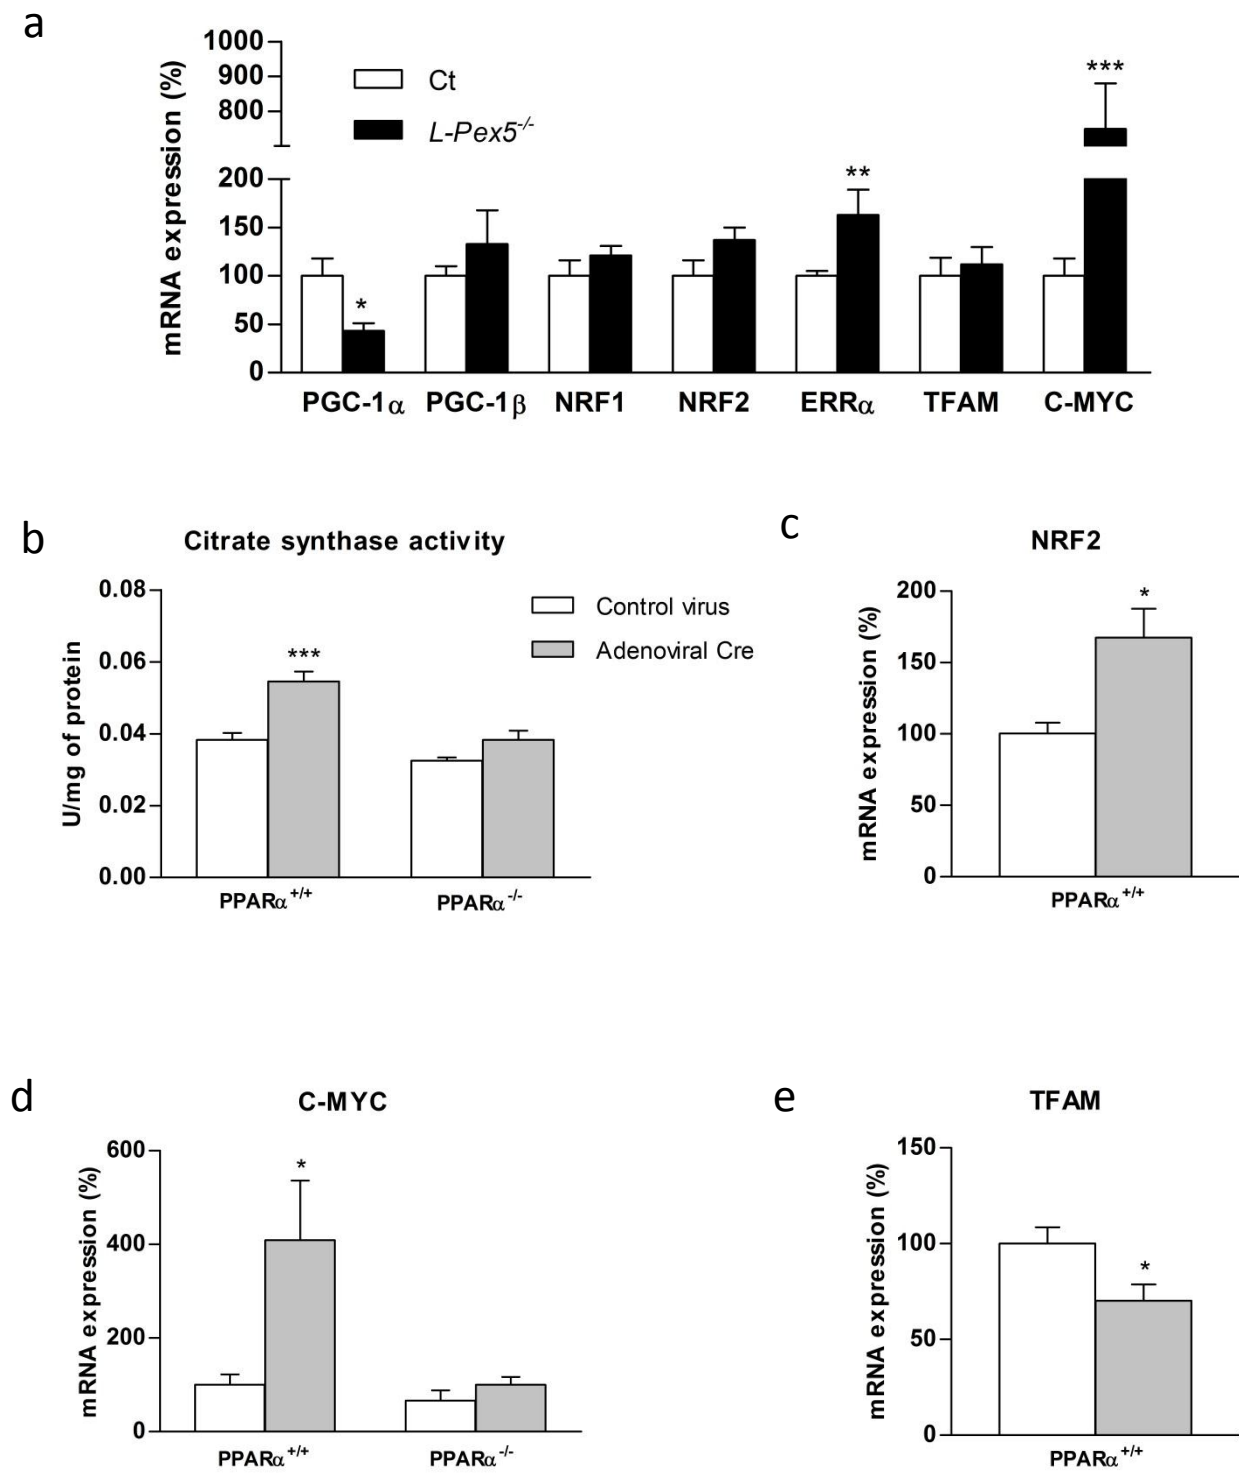 a
1000
900
800
200
150
100
50
0
mRNA expression (%)
Ct
L-Pex5-/-
*
**
***
PGC-1α PGC-1β NRF1 NRF2 ERRα TFAM C-MYC
b
Citrate synthase activity
0.08
0.06
0.04
0.02
0.00
U/mg of protein
***
Control virus
Adenoviral Cre
PPARα+/+ PPARα-/-
c
NRF2
200
150
100
50
0
mRNA expression (%)
*
PPARα+/+
d
C-MYC
600
400
200
0
mRNA expression (%)
*
PPARα+/+ PPARα-/-
e
TFAM
150
100
50
0
mRNA expression (%)
*
PPARα+/+